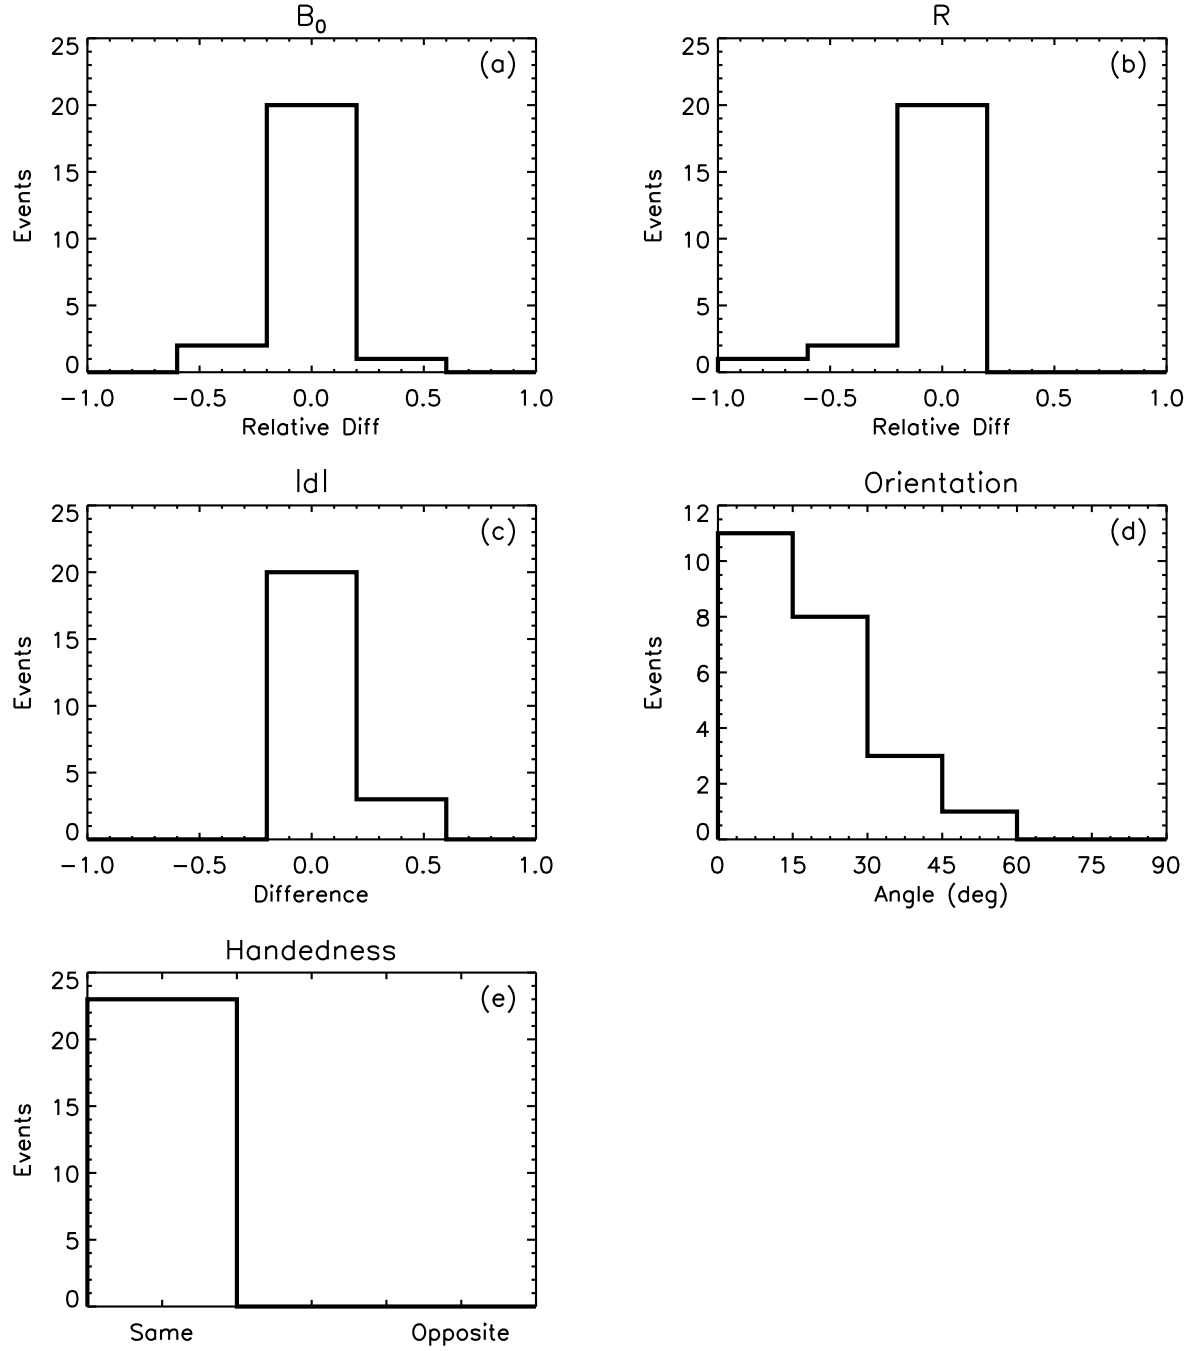 B₀
R
25
(a)
20
15
10
5
0
Events
−1.0 −0.5 0.0 0.5 1.0
Relative Diff
25
(b)
20
15
10
5
0
Events
−1.0 −0.5 0.0 0.5 1.0
Relative Diff
|d|
25
(c)
20
15
10
5
0
Events
−1.0 −0.5 0.0 0.5 1.0
Difference
Orientation
12
(d)
10
8
6
4
2
0
Events
0 15 30 45 60 75 90
Angle (deg)
Handedness
25
(e)
20
15
10
5
0
Events
Same Opposite